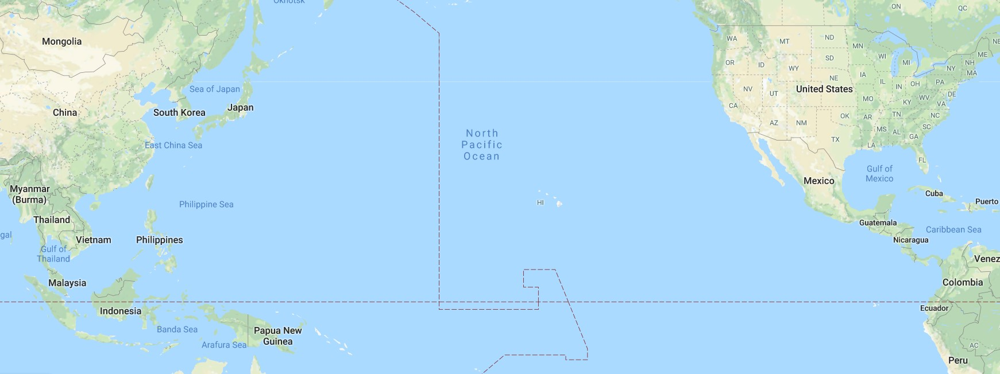 Okhotsk
ON
QC
Mongolia
WA
MT
ND
MN
NE
OR
ID
SD
WI
MI
ME
NH
WY
NY
MA
Sea of Japan
NE
IA
IL
IN
OH
PA
NV
UT
United States
DE
China
South Korea
Japan
CA
MO
KY
WV
VA
AZ
NM
OK
AR
TN
NC
SC
MS
AL
GA
East China Sea
North
Pacific
Ocean
TX
LA
FL
Gulf of
Mexico
Mexico
Myanmar
(Burma)
Philippine Sea
HI
Cuba
Puerto
Thailand
Guatemala
Caribbean Sea
gal
Vietnam
Philippines
Nicaragua
Gulf of
Thailand
Venez
Malaysia
Colombia
Indonesia
Ecuador
Banda Sea
Papua New
Guinea
Arafura Sea
AC
Peru